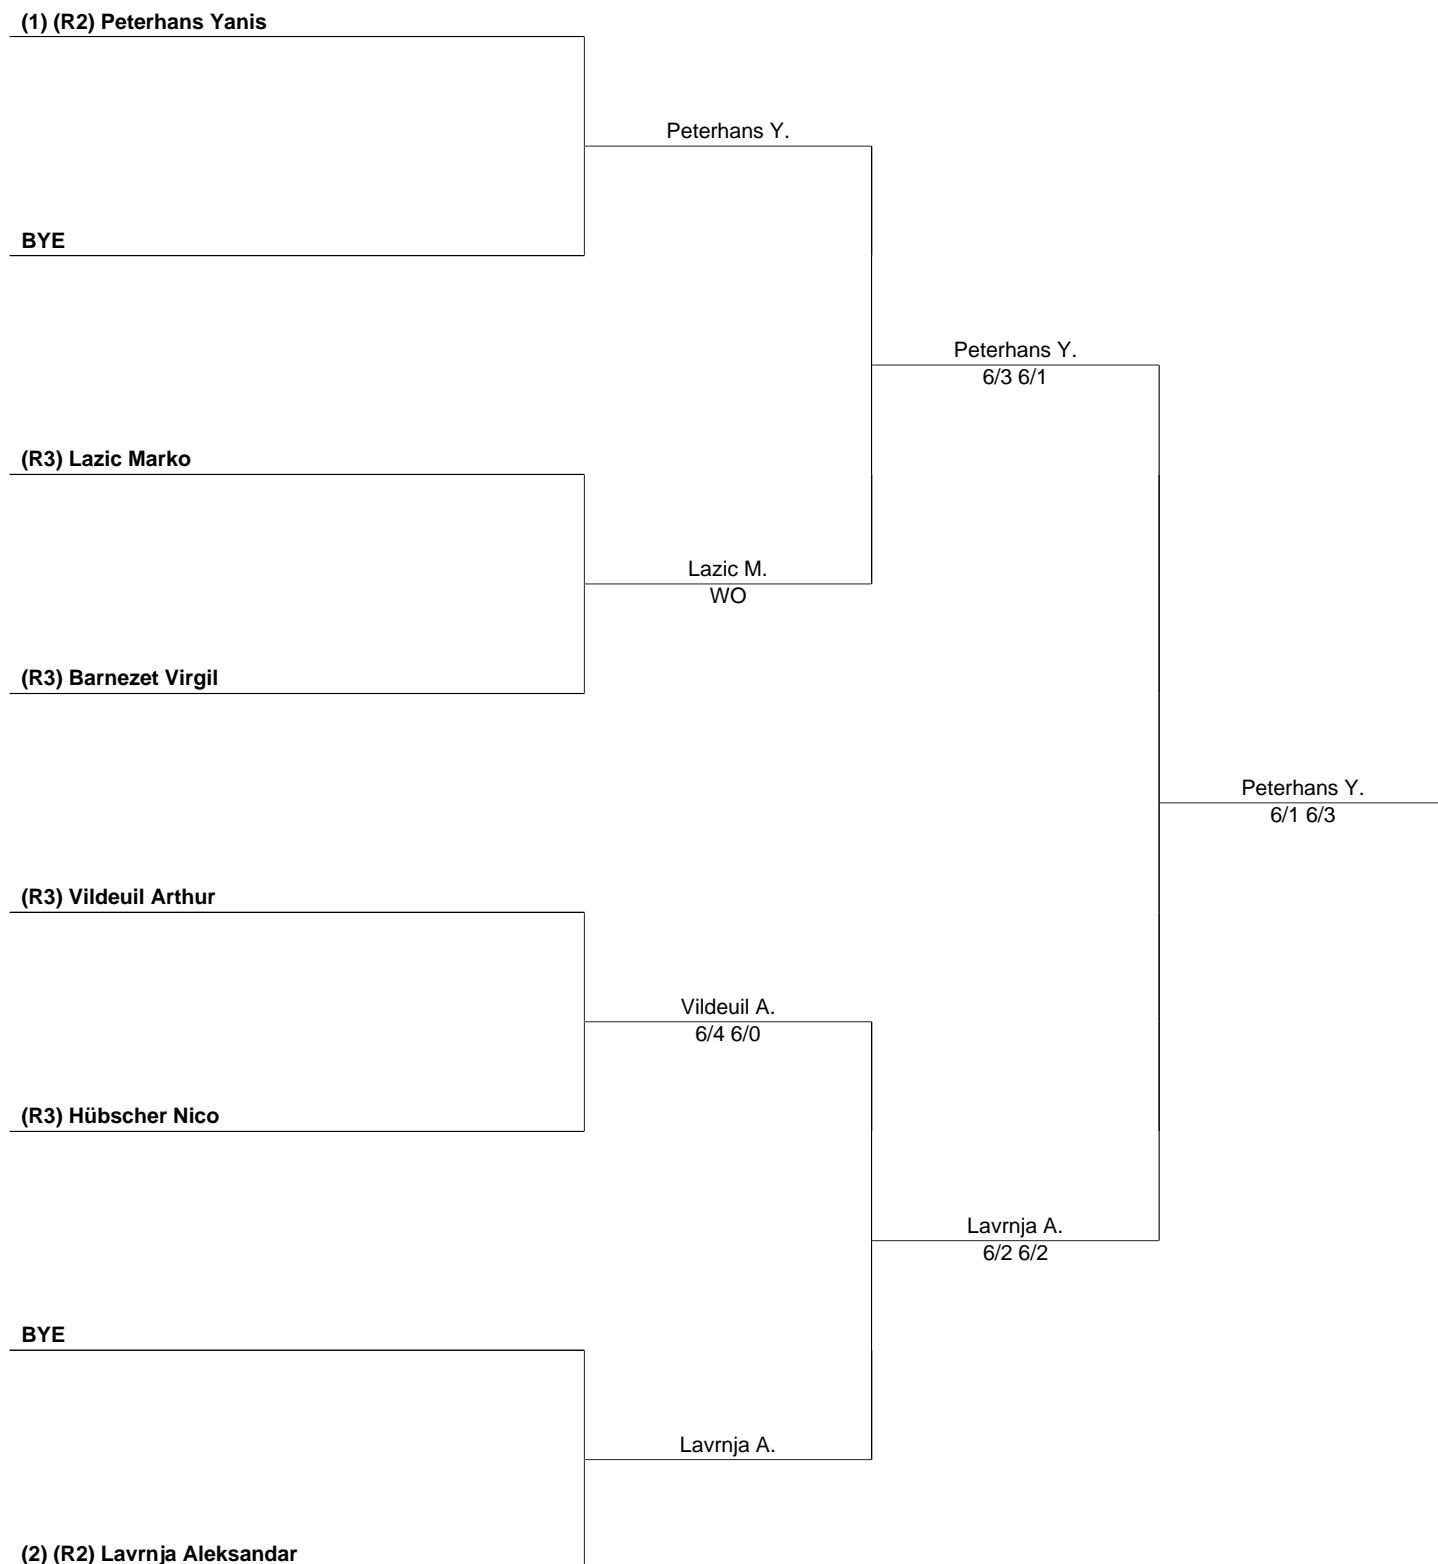 (1) (R2) Peterhans Yanis
Peterhans Y.
BYE
Peterhans Y.
6/3 6/1
(R3) Lazic Marko
Lazic M.
WO
(R3) Barnezet Virgil
Peterhans Y.
6/1 6/3
(R3) Vildeuil Arthur
Vildeuil A.
6/4 6/0
(R3) Hübscher Nico
Lavrnja A.
6/2 6/2
BYE
Lavrnja A.
(2) (R2) Lavrnja Aleksandar